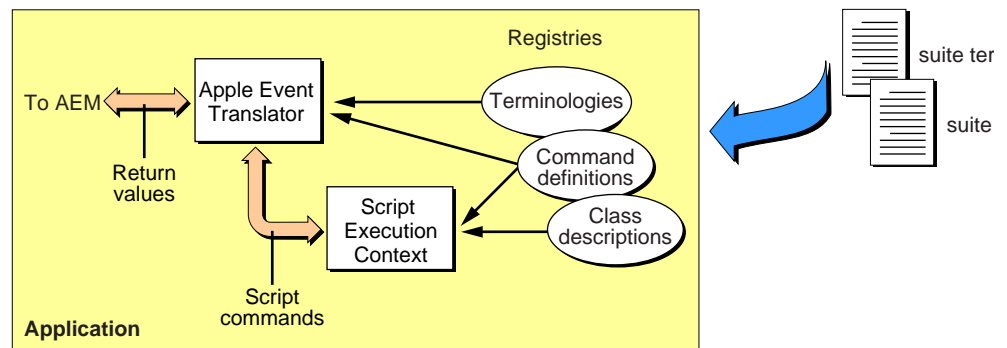 Registries
suite ter
To AEM
Apple Event
Translator
Terminologies
suite
Return
values
Command
definitions
Script
Execution
Context
Class
descriptions
Script
commands
Application